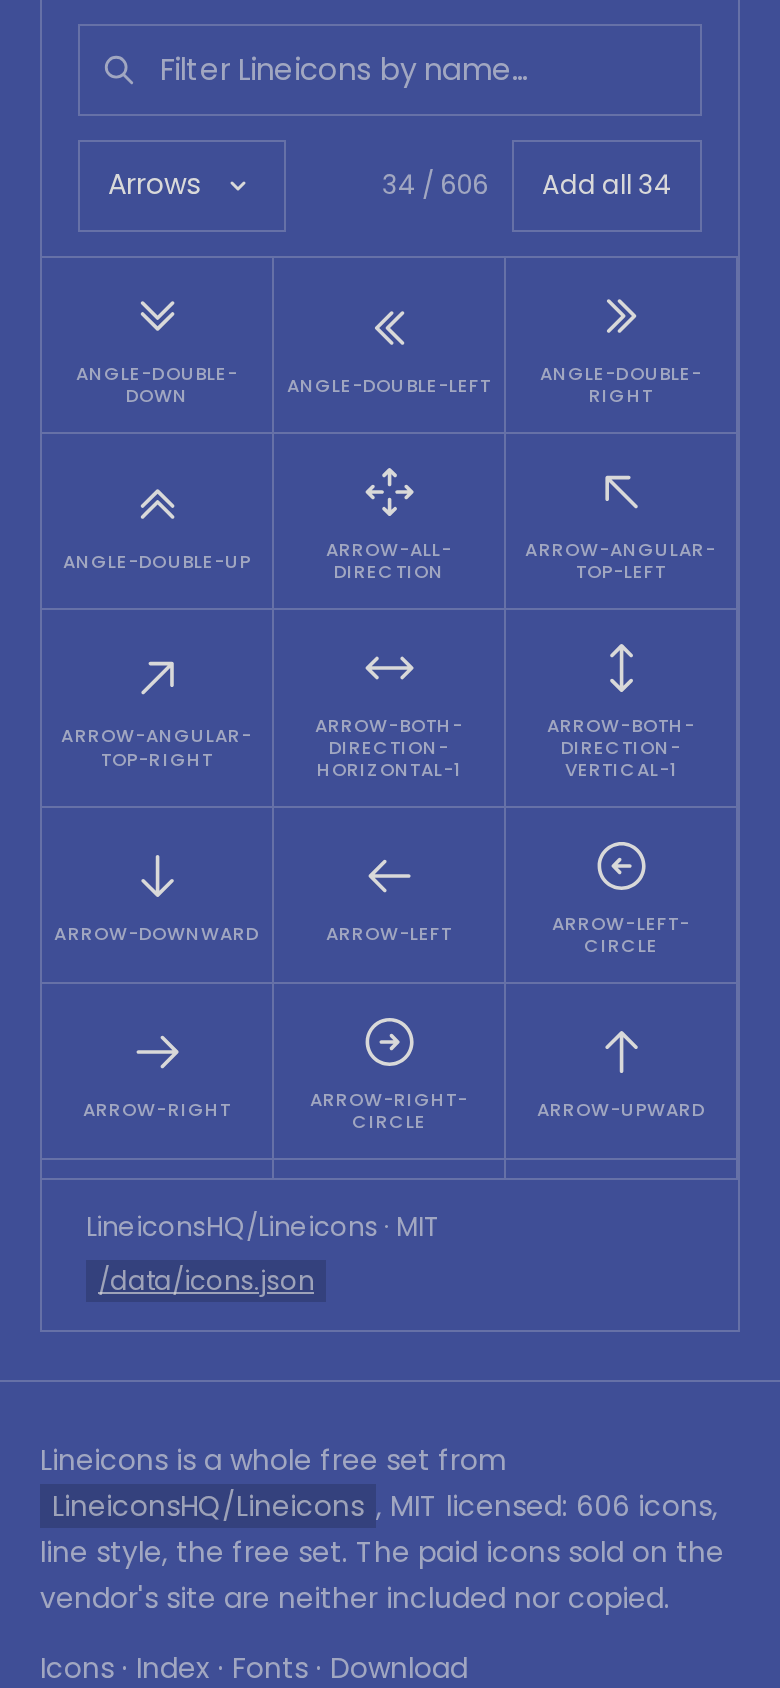 Filter Lineicons by name...
Arrows 34 / 606 Add all 34
ANGLE-DOUBLE-
DOWN
ANGLE-DOUBLE-LEFT
ANGLE-DOUBLE-
RIGHT
ANGLE-DOUBLE-UP
ARROW-ALL-
DIRECTION
ARROW-ANGULAR-
TOP-LEFT
ARROW-ANGULAR-
TOP-RIGHT
ARROW-BOTH-
DIRECTION-
HORIZONTAL-1
ARROW-BOTH-
DIRECTION-
VERTICAL-1
ARROW-DOWNWARD
ARROW-LEFT
ARROW-LEFT-
CIRCLE
ARROW-RIGHT
ARROW-RIGHT-
CIRCLE
ARROW-UPWARD
LineiconsHQ/Lineicons · MIT
/data/icons.json
Lineicons is a whole free set from
LineiconsHQ/Lineicons, MIT licensed: 606 icons,
line style, the free set. The paid icons sold on the
vendor's site are neither included nor copied.
Icons · Index · Fonts · Download